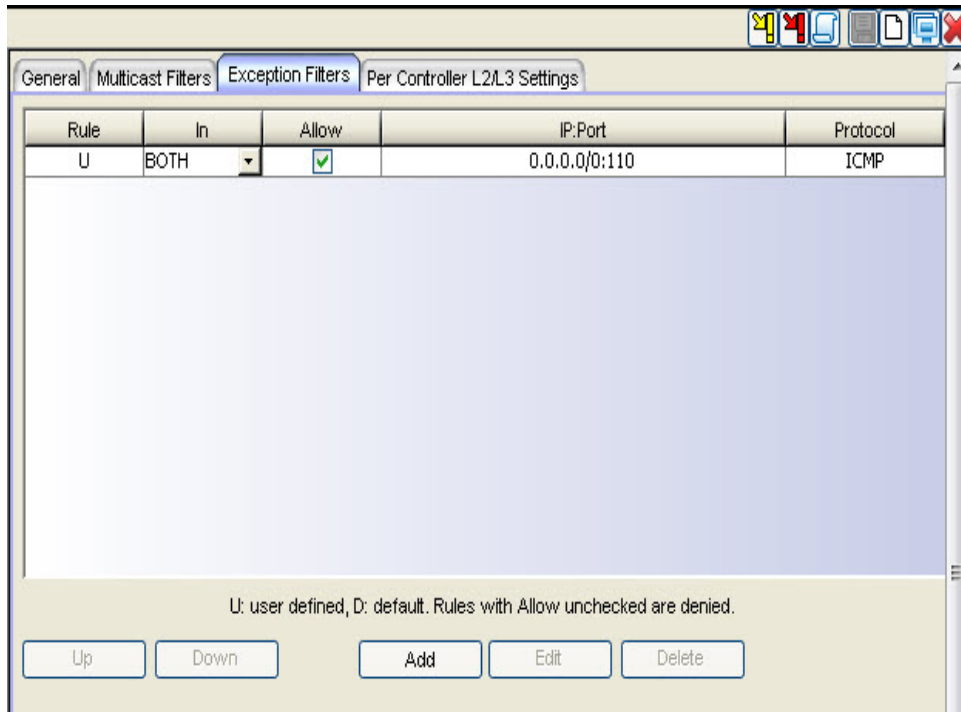 General Multicast Filters Exception Filters Per Controller L2/L3 Settings
Rule In Allow IP:Port Protocol
U BOTH 0.0.0.0/0:110 ICMP
U: user defined, D: default. Rules with Allow unchecked are denied.
Up Down Add Edit Delete